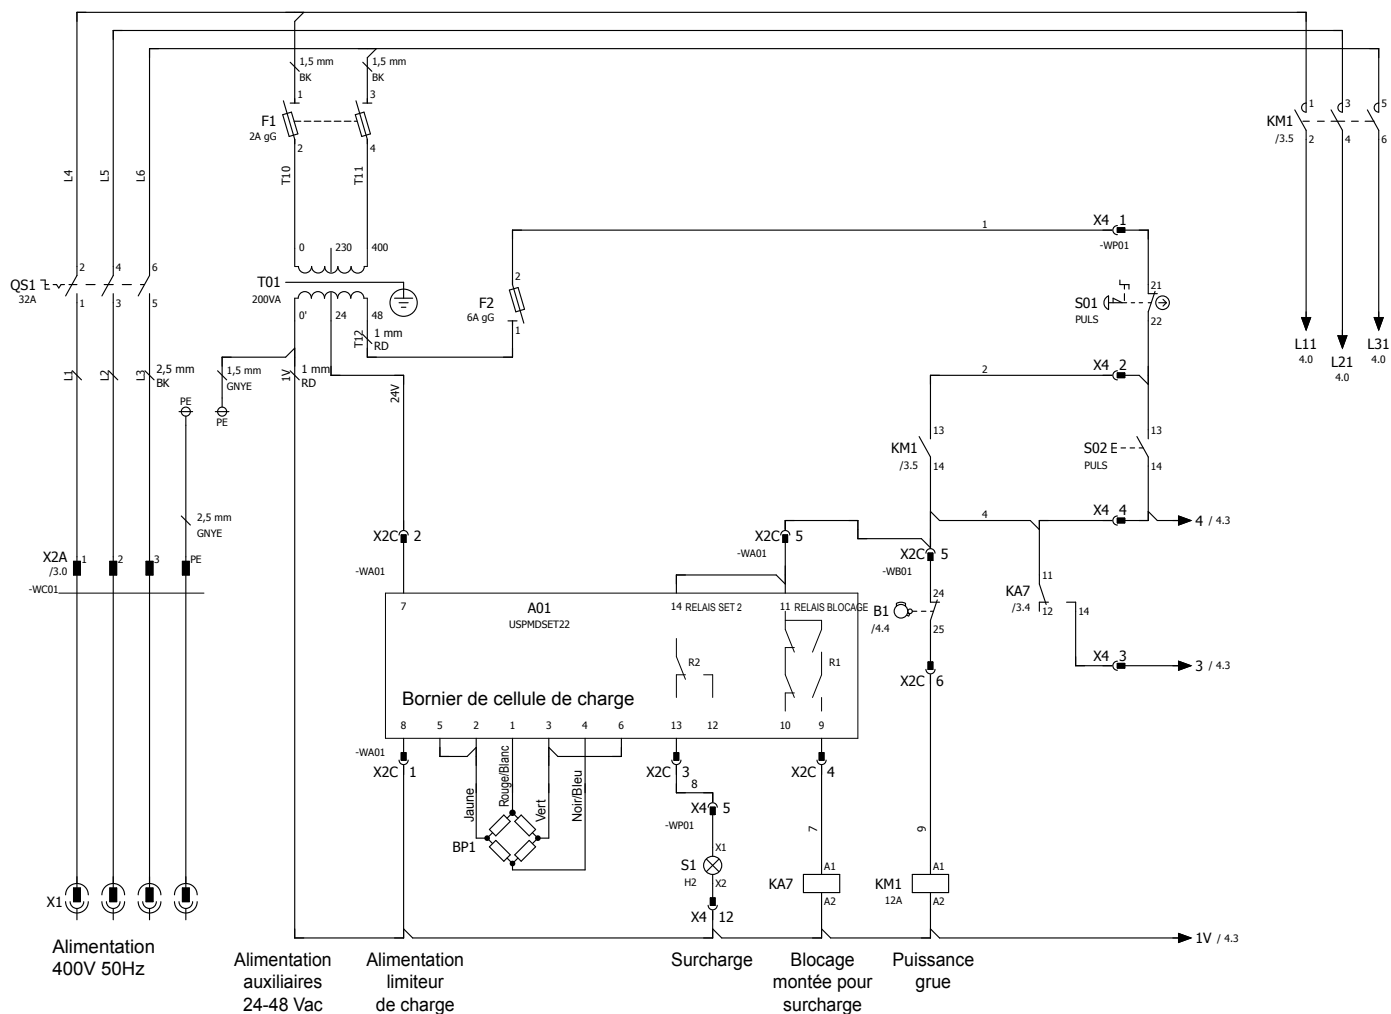 1,5 mm
BK
1,5 mm
BK
1
3
F1
2A gG
2
4
T10
T11
L4
L5
L6
KM1
/3.5
1
3
5
2
4
6
0
230
400
T01
200VA
0'
24
48
T12
1 mm
RD
1V
1 mm
RD
24V
2
F2
6A gG
1
1
X4
1
-WP01
21
S01
PULS
22
L11
4.0
L21
4.0
L31
4.0
QS1
32A
2
4
6
1
3
5
L1
L2
L3
2,5 mm
BK
1,5 mm
GNYE
PE
PE
2,5 mm
GNYE
2
X4
2
13
KM1
/3.5
14
13
S02
PULS
14
4
X4
4
4 / 4.3
X2C
2
-WA01
X2C
5
-WA01
X2C
5
-WB01
11
KA7
/3.4
12
14
X4
3
3 / 4.3
24
B1
/4.4
25
X2C
6
X2A
/3.0
1
2
3
PE
-WC01
7
A01
USPMDSET22
14 RELAIS SET 2
11 RELAIS BLOCAGE
R2
R1
Bornier de cellule de charge
8
5
2
1
3
4
6
13
12
10
9
-WA01
X2C
1
Jaune
Rouge/Blanc
Vert
Noir/Bleu
BP1
X2C
3
8
X4
5
-WP01
X1
S1
H2
X2
X4
12
X2C
4
7
A1
KA7
A2
9
A1
KM1
12A
A2
X1
1V / 4.3
Alimentation
400V 50Hz
Alimentation
auxiliaires
24-48 Vac
Alimentation
limiteur
de charge
Surcharge
Blocage
montée pour
surcharge
Puissance
grue